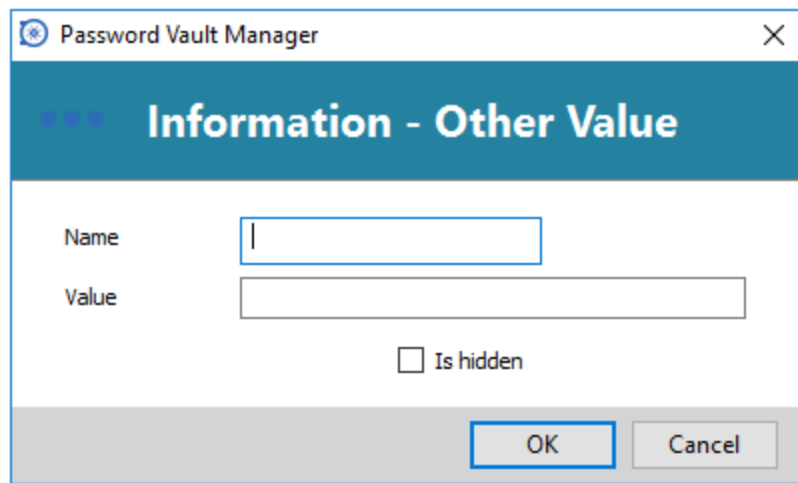 Password Vault Manager
Information - Other Value
Name
Value
Is hidden
OK Cancel